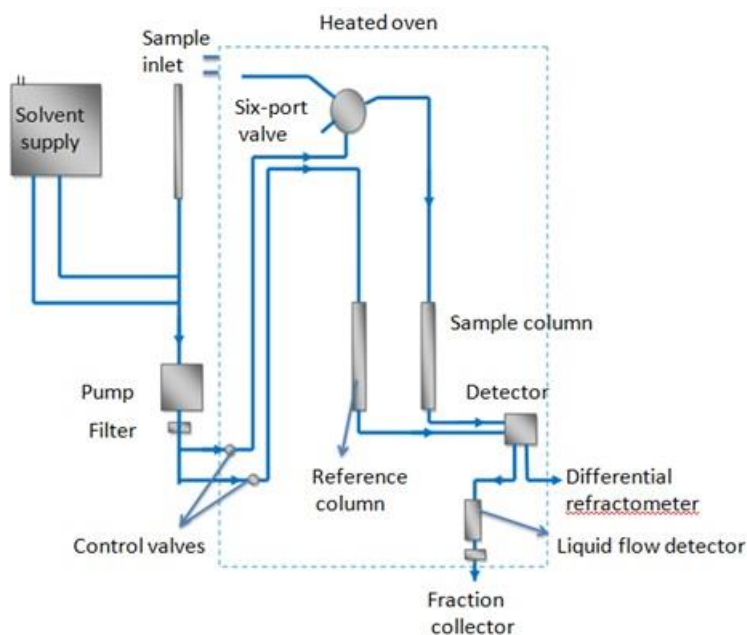 Heated oven
Sample
inlet
Solvent
supply
Six-port
valve
Sample column
Pump
Detector
Filter
Reference
column
Differential
refractometer
Control valves
Liquid flow detector
Fraction
collector